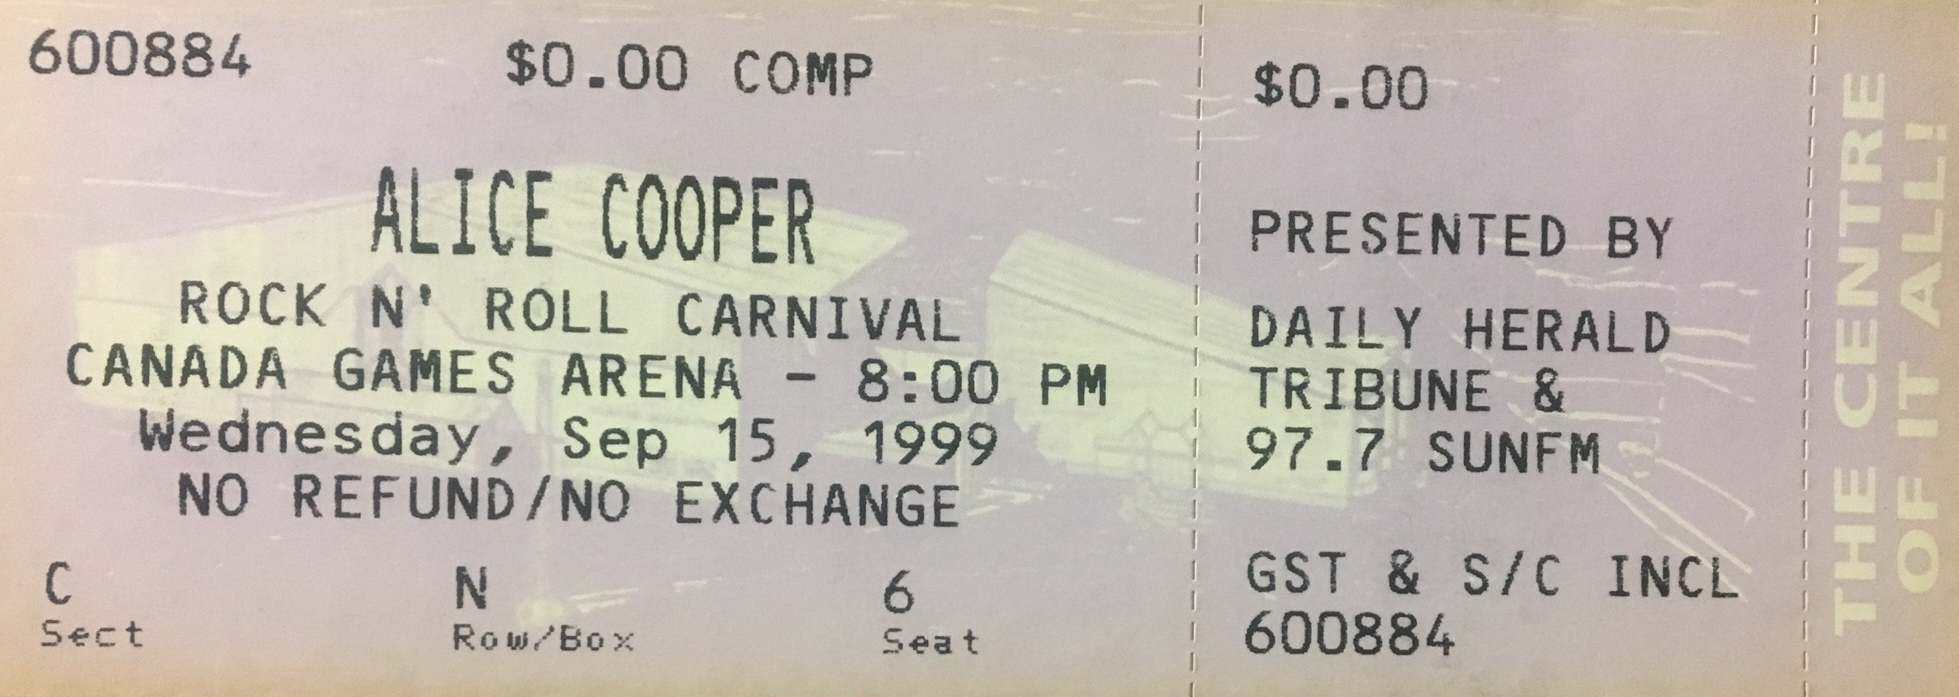 600884 $0.00 COMP
ALICE COOPER
ROCK N' ROLL CARNIVAL
CANADA GAMES ARENA - 8:00 PM
Wednesday, Sep 15, 1999
NO REFUND/NO EXCHANGE
C N 6
Sect Row/Box Seat
$0.00
PRESENTED BY
DAILY HERALD
TRIBUNE &
97.7 SUNFM
GST & S/C INCL
600884
THE CENTRE
OF IT ALL!